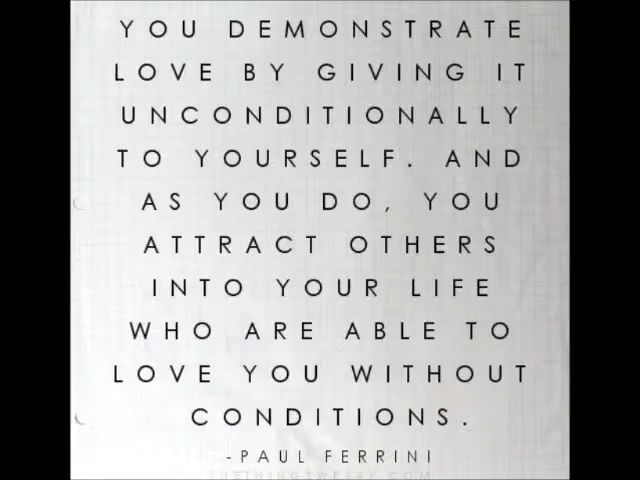 YOU DEMONSTRATE
LOVE BY GIVING IT
UNCONDITIONALLY
TO YOURSELF. AND
AS YOU DO, YOU
ATTRACT OTHERS
INTO YOUR LIFE
WHO ARE ABLE TO
LOVE YOU WITHOUT
CONDITIONS.
-PAUL FERRINI